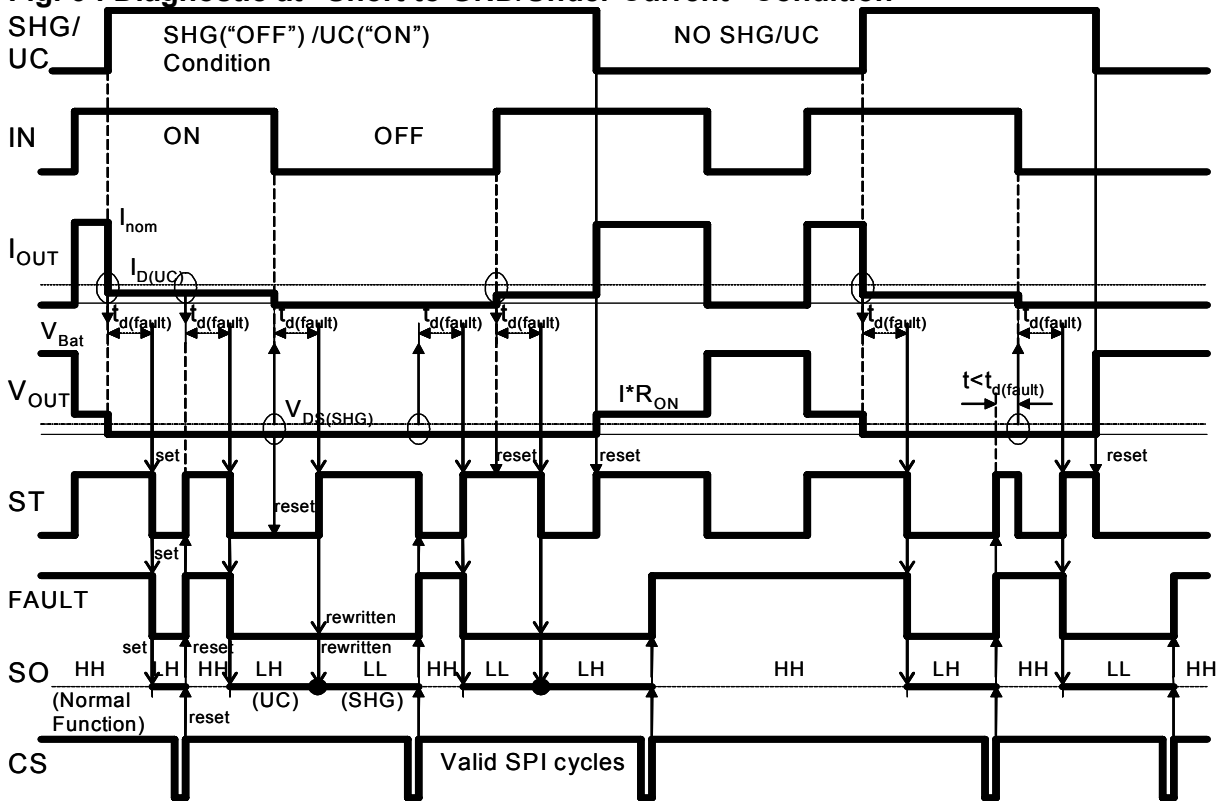 SHG/
UC
SHG(“OFF”) /UC(“ON”)
Condition
NO SHG/UC
IN
ON
OFF
I_OUT
I_nom
I_D(UC)
t_d(fault)
t_d(fault)
t_d(fault)
t_d(fault)
t_d(fault)
t_d(fault)
t_d(fault)
V_Bat
V_OUT
V_DS(SHG)
I*R_ON
t<t_d(fault)
set
reset
reset
reset
ST
reset
set
FAULT
rewritten
set
reset
rewritten
SO
HH
LH
HH
LH
LL
HH
LL
LH
HH
LH
HH
LL
HH
(Normal
Function)
(UC)
(SHG)
reset
CS
Valid SPI cycles